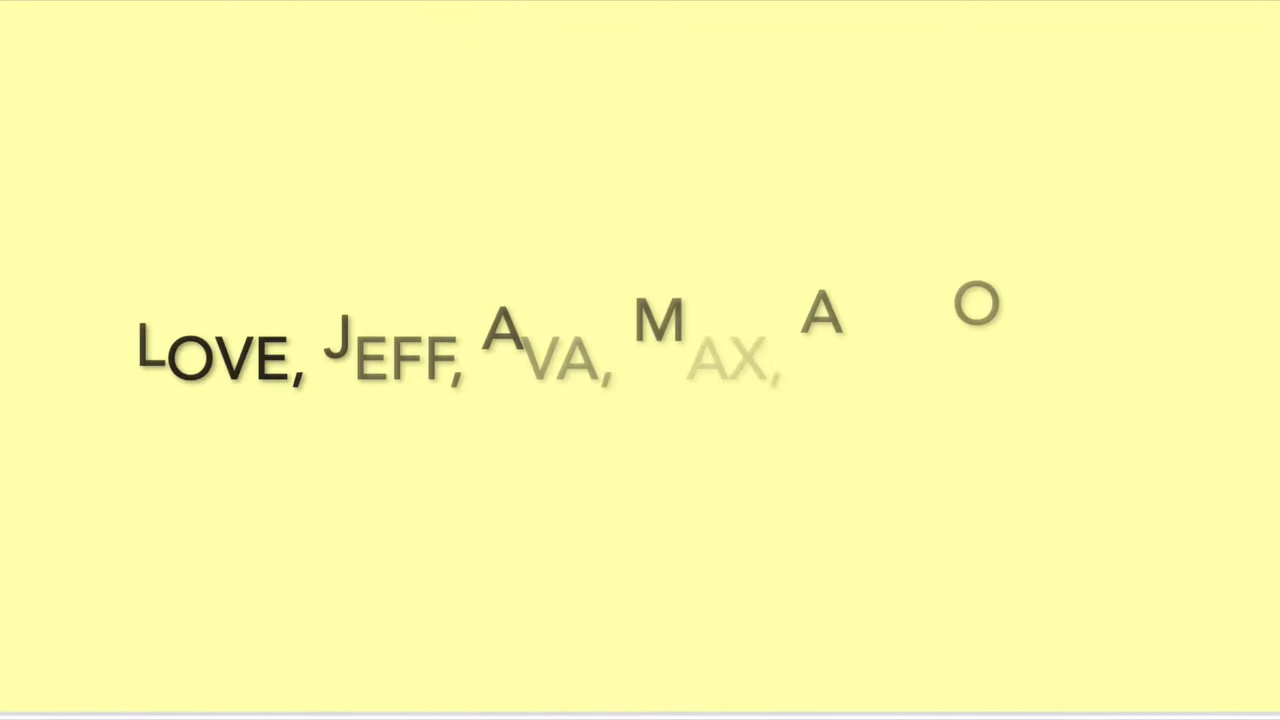 LOVE, JEFF, AVA, MAX, A O